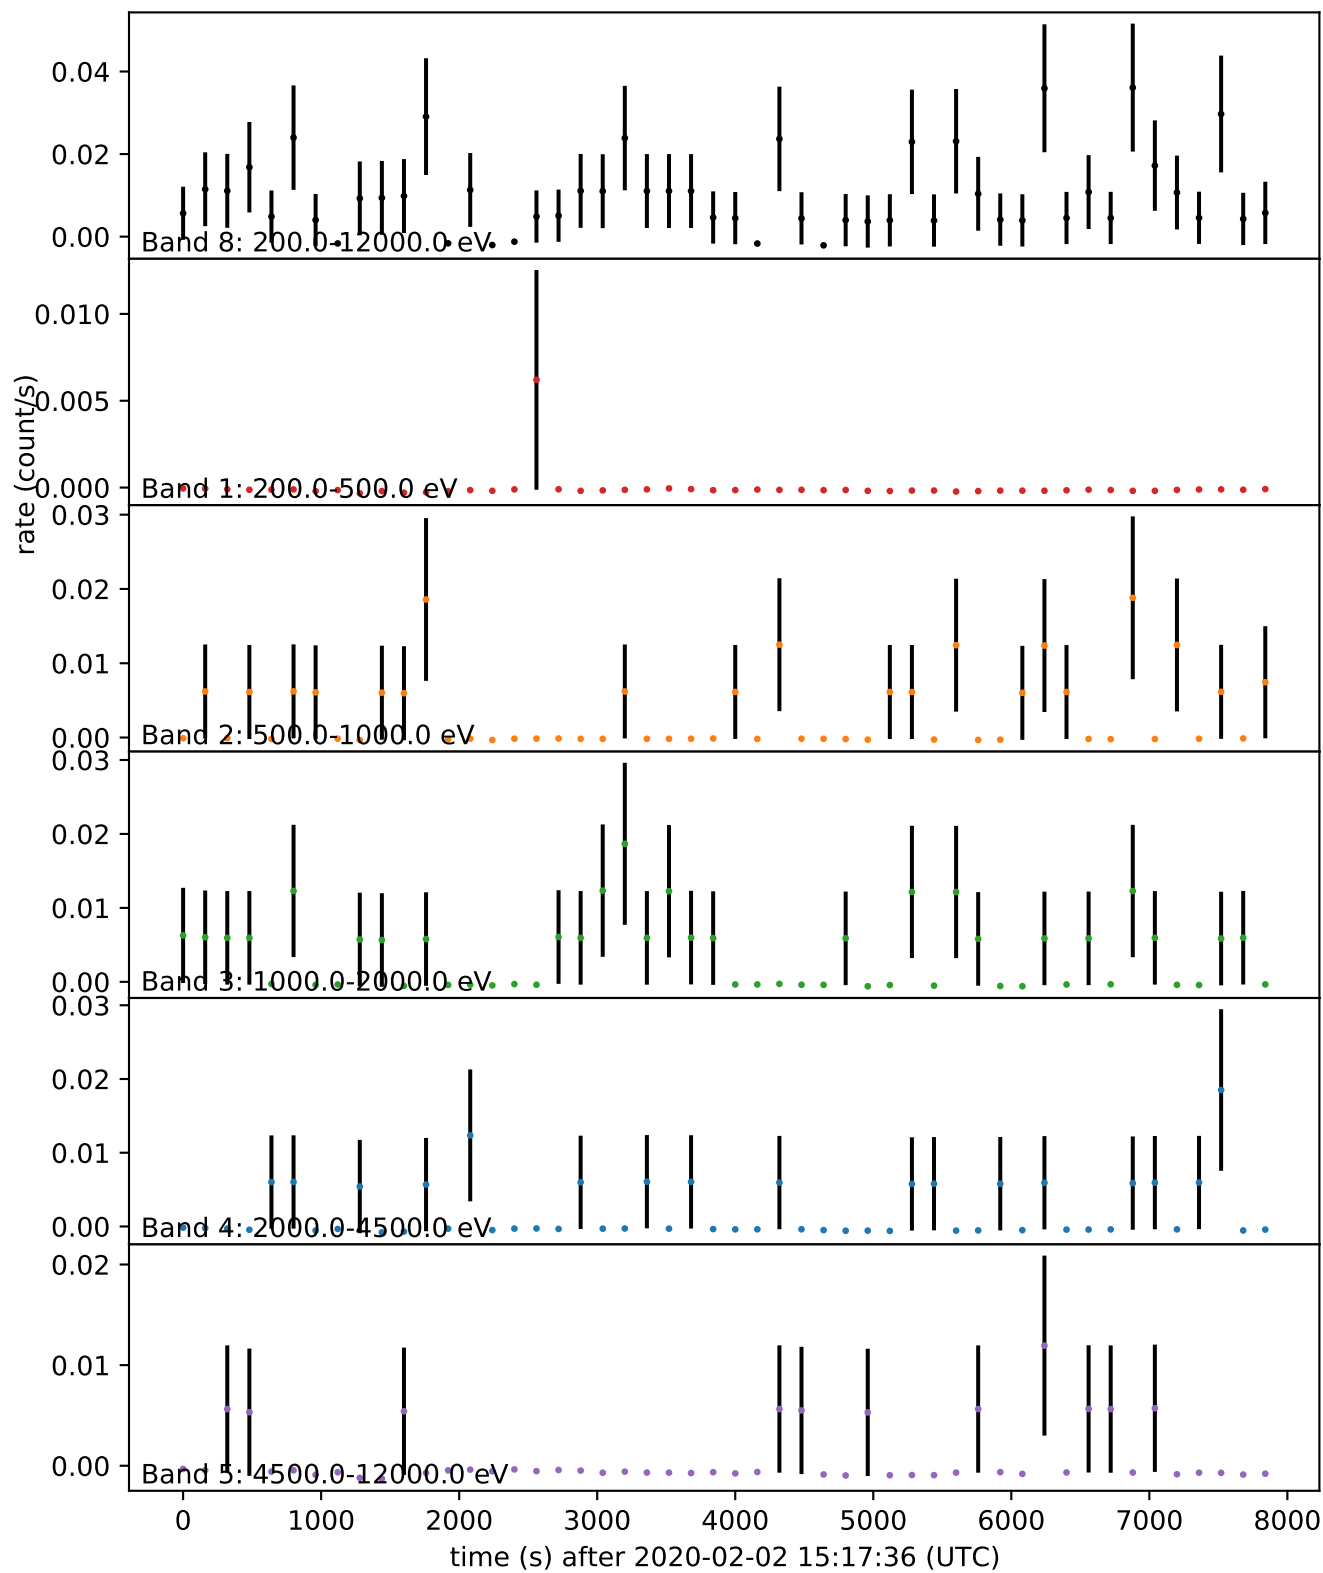 0.04
0.02
0.00
Band 8: 200.0-12000.0 eV
0.010
0.005
0.000
Band 1: 200.0-500.0 eV
rate (count/s)
0.03
0.02
0.01
0.00
Band 2: 500.0-1000.0 eV
0.03
0.02
0.01
0.00
Band 3: 1000.0-2000.0 eV
0.03
0.02
0.01
0.00
Band 4: 2000.0-4500.0 eV
0.02
0.01
0.00
Band 5: 4500.0-12000.0 eV
0 1000 2000 3000 4000 5000 6000 7000 8000
time (s) after 2020-02-02 15:17:36 (UTC)